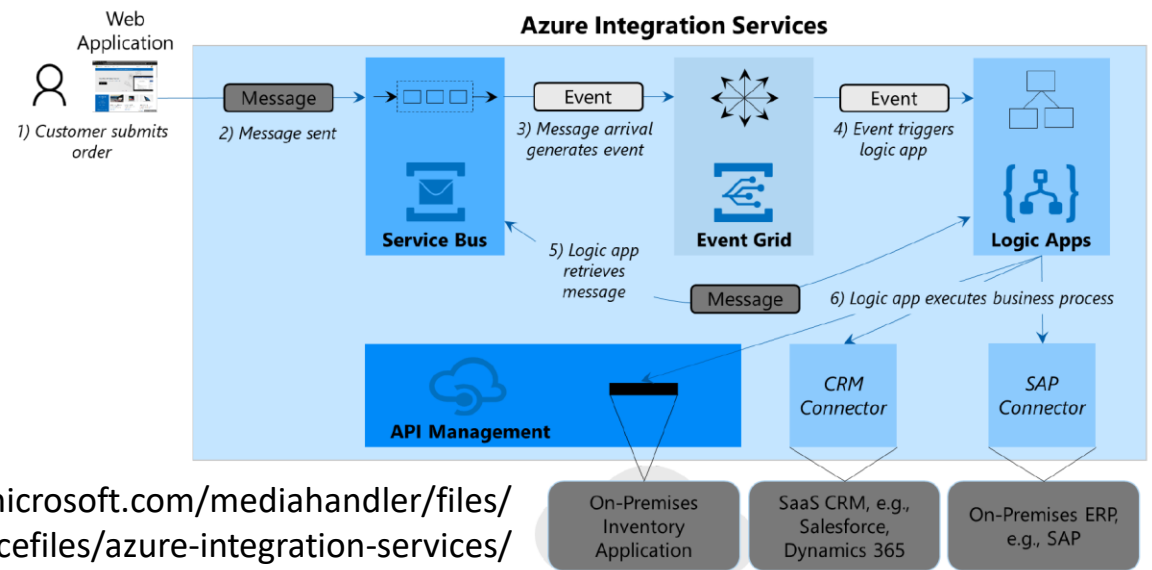 Azure Integration Services
Web
Application
1) Customer submits
order
Message
2) Message sent
Service Bus
Event
3) Message arrival
generates event
Event Grid
Event
4) Event triggers
logic app
Logic Apps
5) Logic app
retrieves
message
Message
6) Logic app executes business process
API Management
CRM
Connector
SAP
Connector
On-Premises
Inventory
Application
SaaS CRM, e.g.,
Salesforce,
Dynamics 365
On-Premises ERP,
e.g., SAP
microsoft.com/mediahandler/files/
cefiles/azure-integration-services/